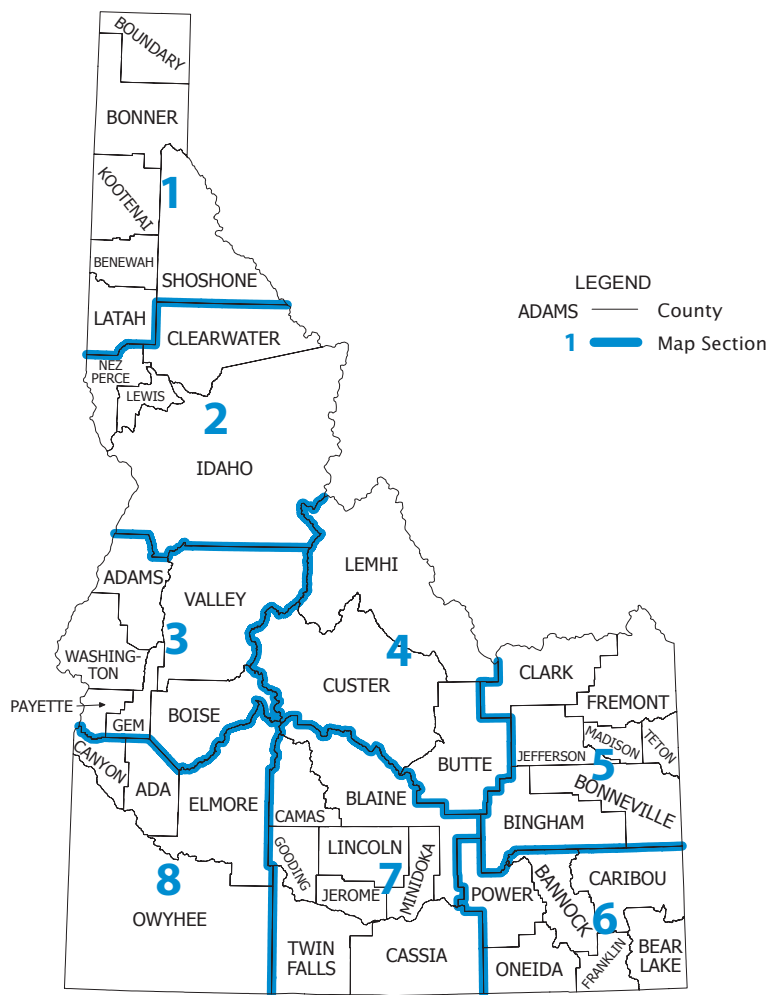 BOUNDARY
BONNER
KOOTENAI
1
BENEWAH
SHOSHONE
LATAH
CLEARWATER
NEZ
PERCE
LEWIS
2
IDAHO
LEGEND
ADAMS County
1 Map Section
ADAMS
VALLEY
LEMHI
3
WASHING-
TON
4
CUSTER
CLARK
FREMONT
PAYETTE
GEM
BOISE
BUTTE
JEFFERSON
MADISON
TETON
5
CANYON
ADA
ELMORE
CAMAS
BLAINE
BONNEVILLE
BINGHAM
GOODING
LINCOLN
JEROME
7
MINIDOKA
8
OWYHEE
POWER
BANNOCK
CARIBOU
6
TWIN
FALLS
CASSIA
ONEIDA
FRANKLIN
BEAR
LAKE